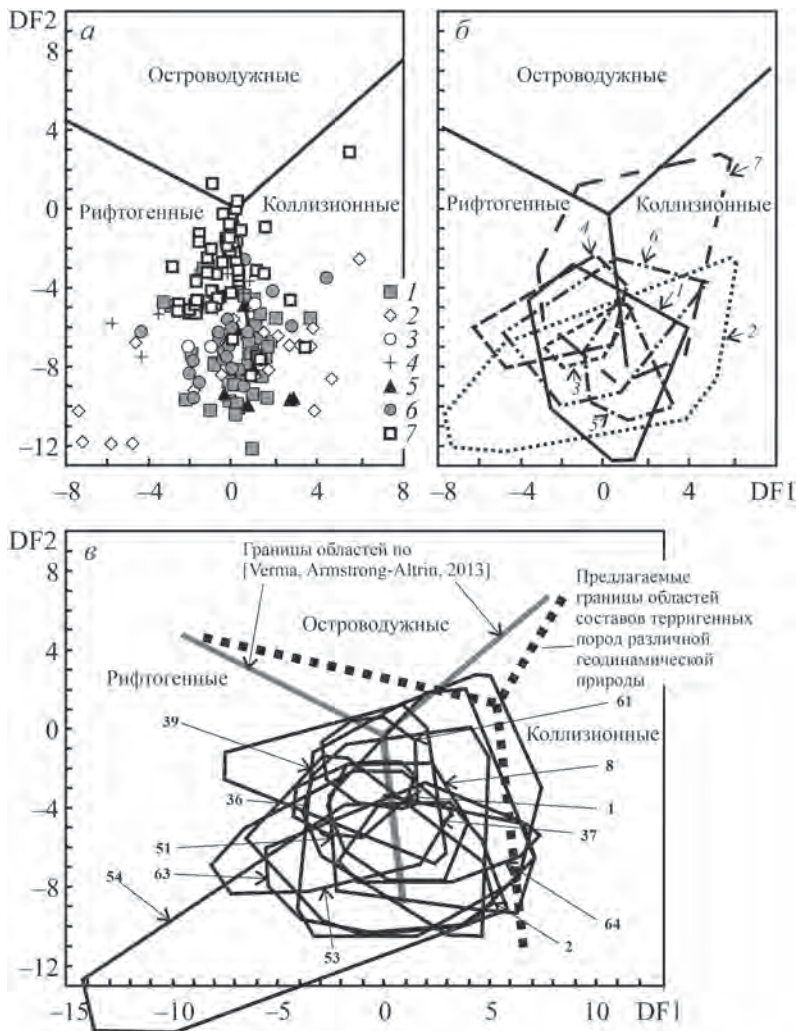 DF2
а
8
4
0
−4
−8
−12
Островодужные
Рифтогенные
Коллизионные
1
2
3
4
5
6
7
−8
−4
0
4
8
б
Островодужные
Рифтогенные
Коллизионные
7
4
6
1
2
3
5
−8
−4
0
4
DF1
DF2
в
8
4
0
−4
−8
−13
Границы областей по
[Verma, Armstrong-Altrin, 2013]
Островодужные
Предлагаемые
границы областей
составов терригенных
пород различной
геодинамической
природы
Рифтогенные
Коллизионные
39
61
8
36
1
37
51
54
63
64
53
2
−15
−10
−5
0
5
10
DF1